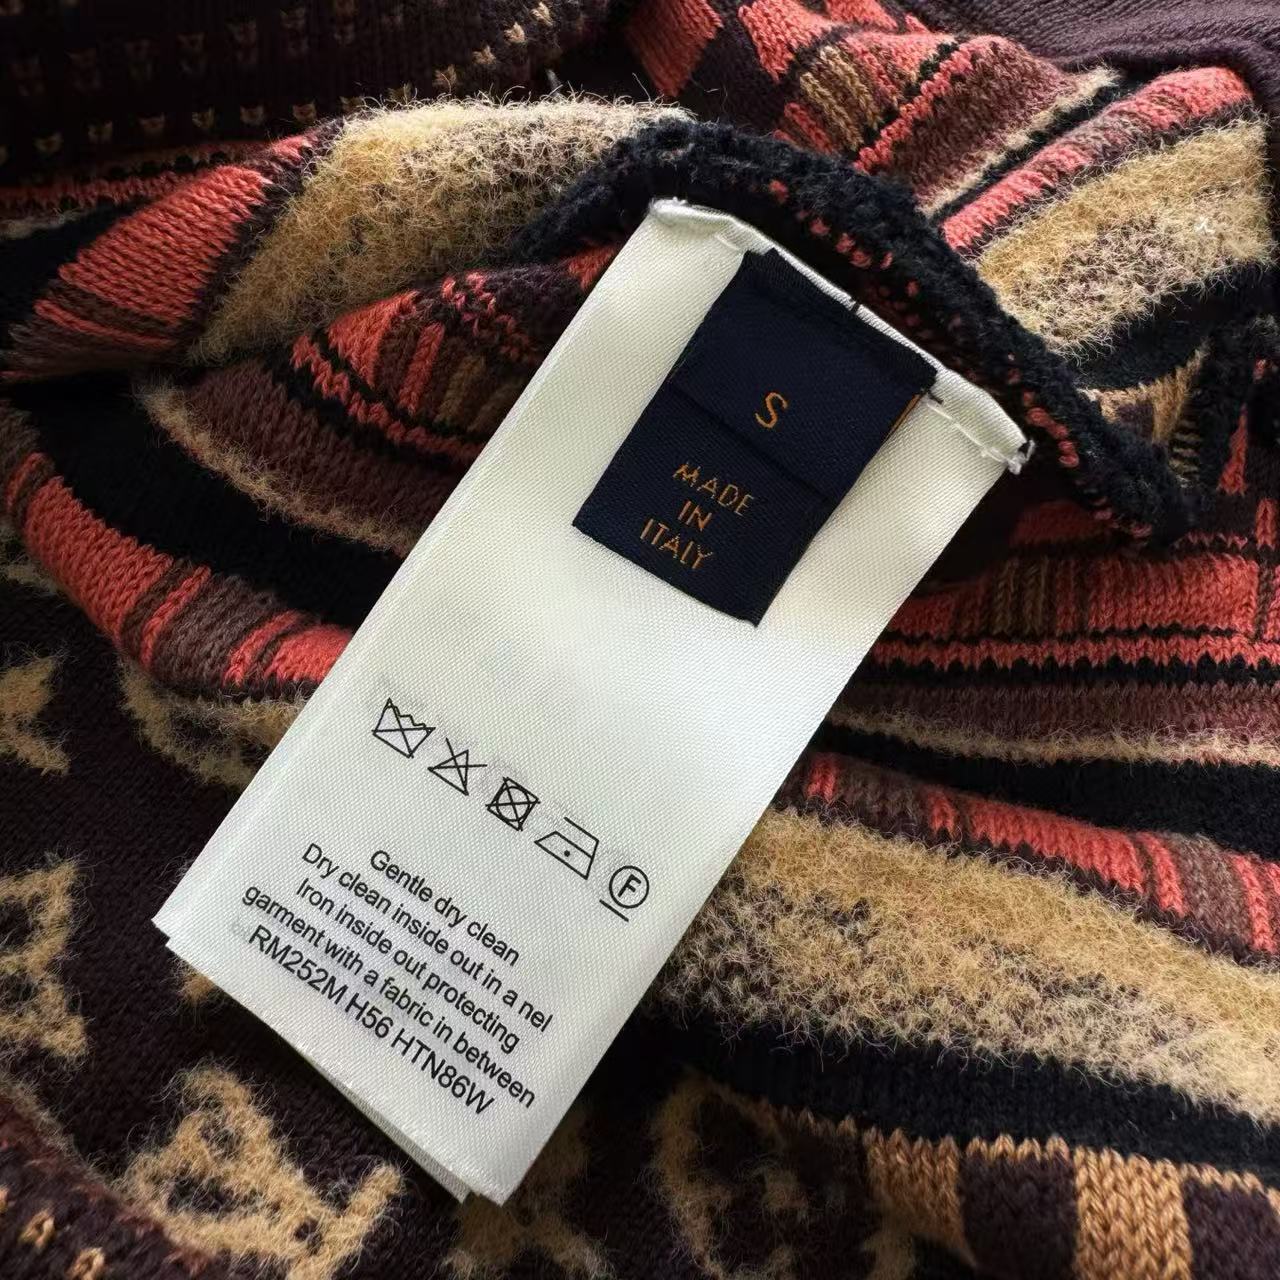 S
MADE
IN
ITALY
F
Gentle dry clean
Dry clean inside out in a nel
Iron inside out protecting
garment with a fabric in between
RM252M H56 HTN86W